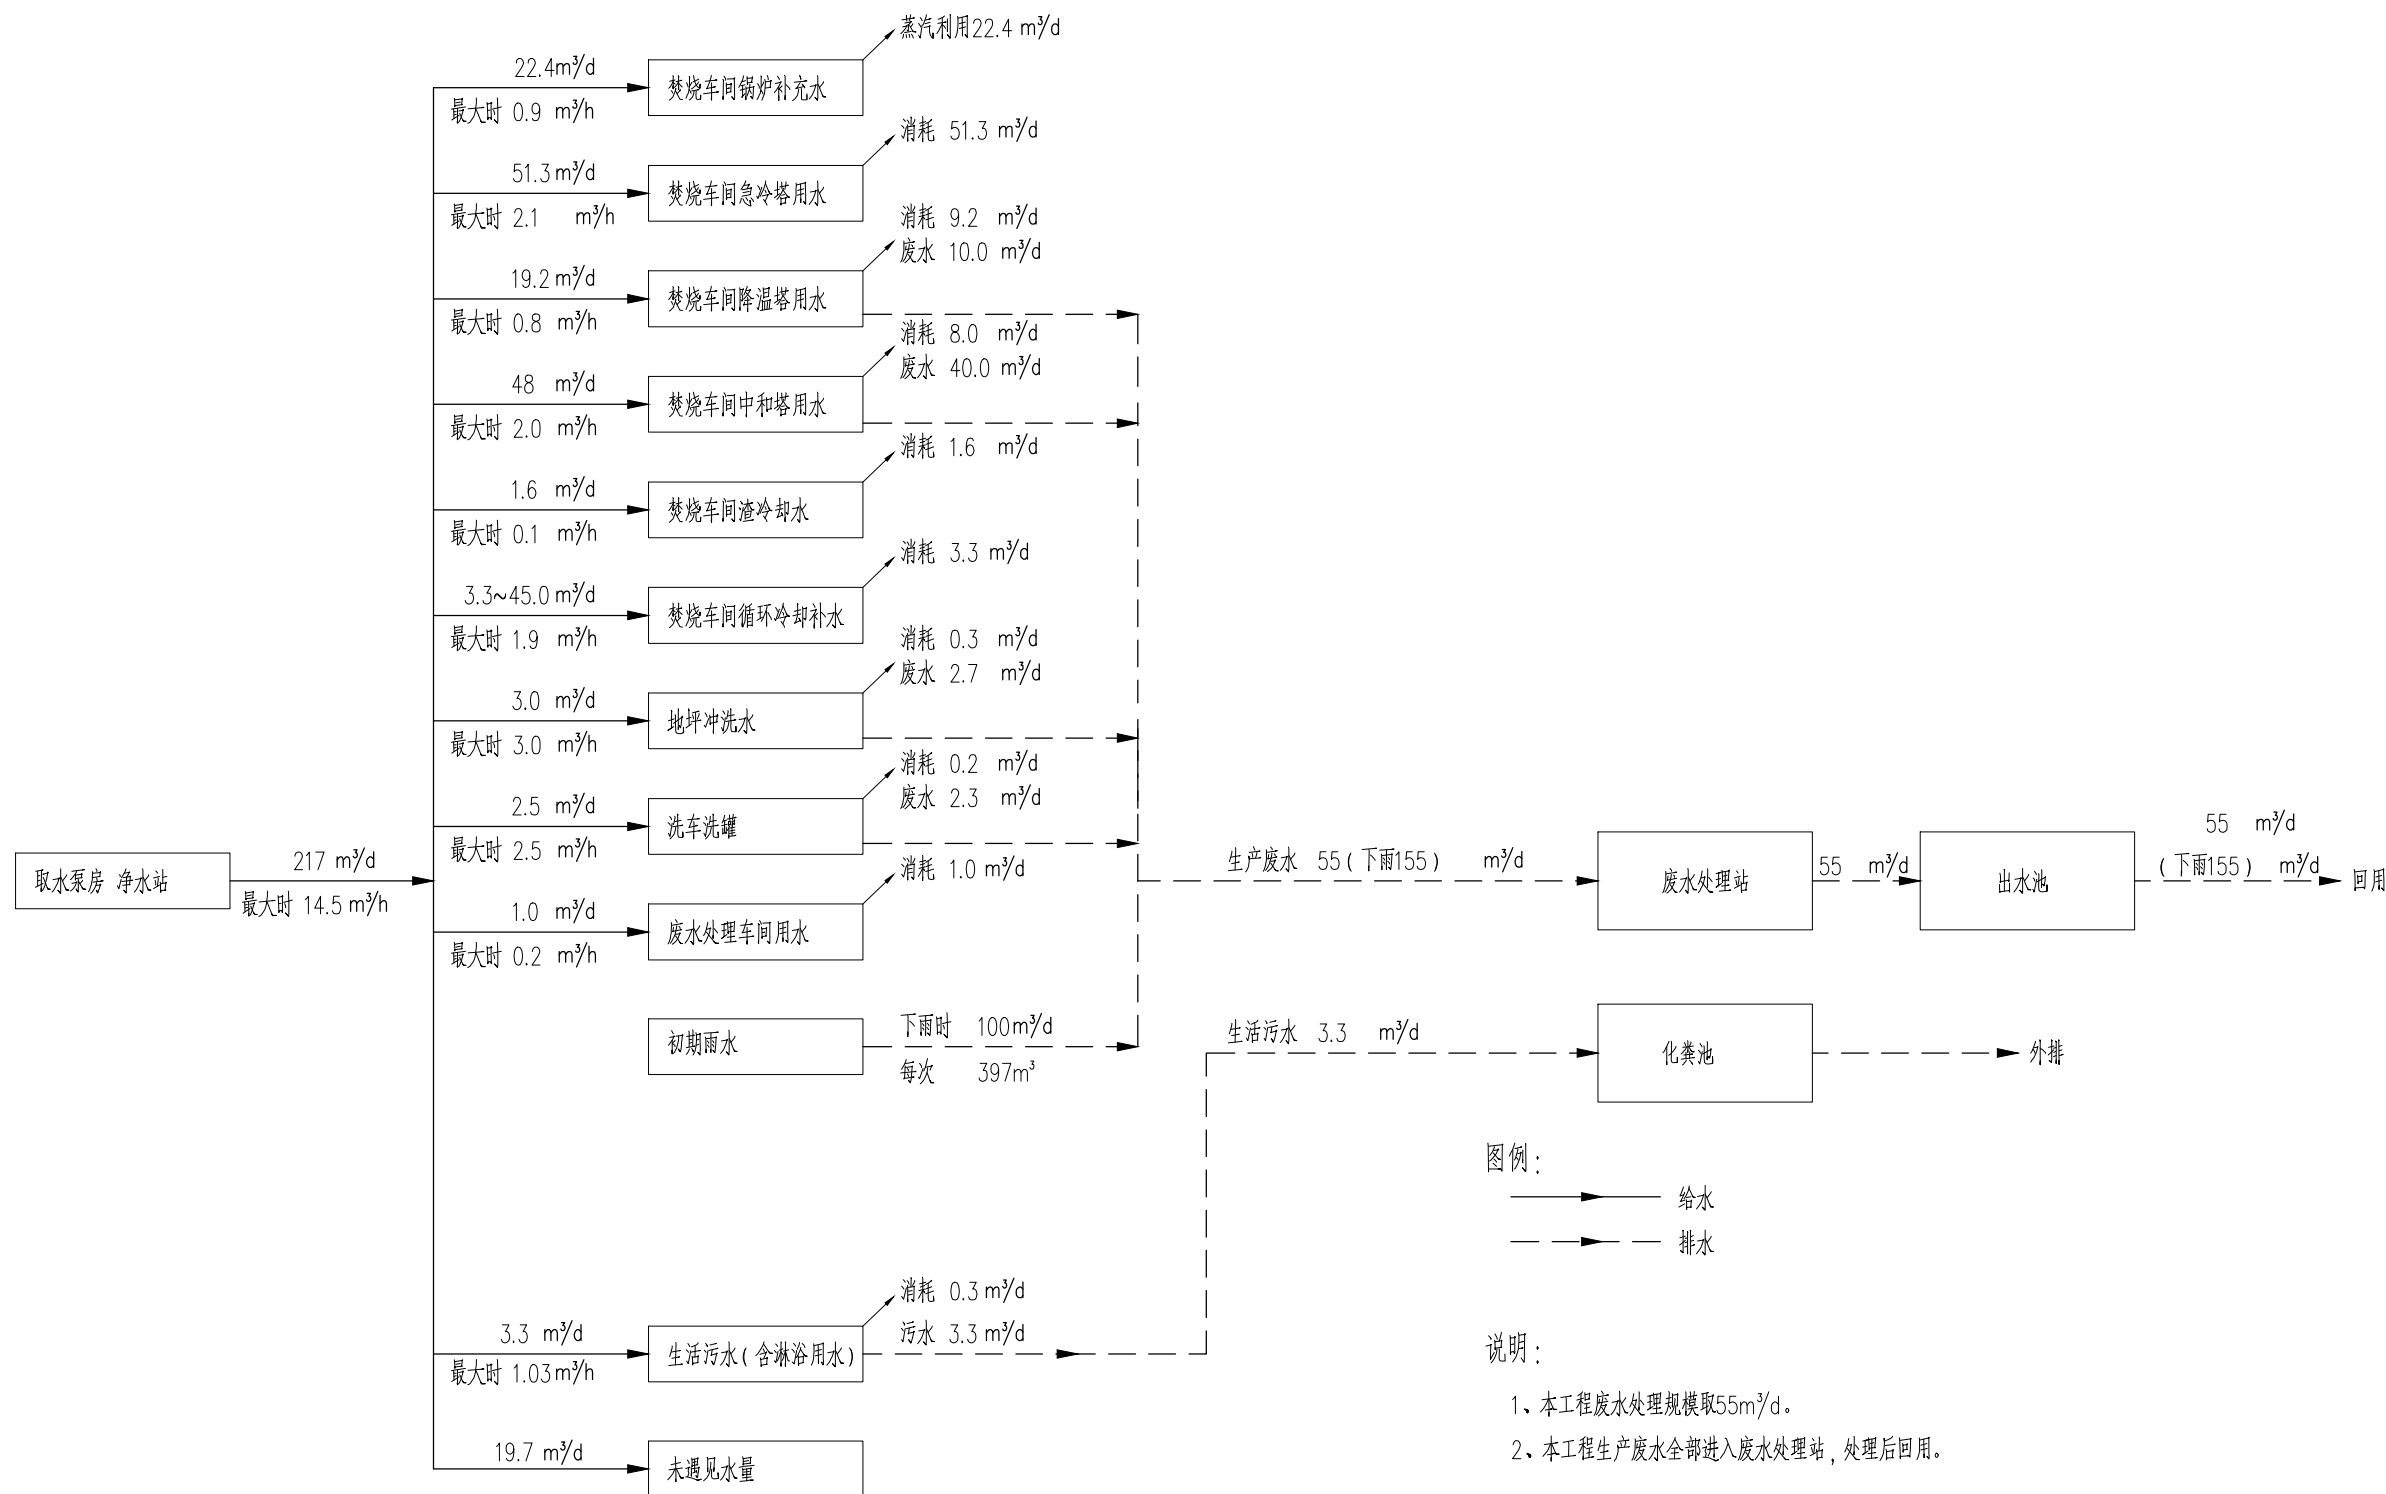 蒸汽利用22.4 m³/d
22.4m³/d
焚烧车间锅炉补充水
最大时 0.9 m³/h
消耗 51.3 m³/d
51.3 m³/d
焚烧车间急冷塔用水
最大时 2.1 m³/h
消耗 9.2 m³/d
废水 10.0 m³/d
19.2 m³/d
焚烧车间降温塔用水
最大时 0.8 m³/h
消耗 8.0 m³/d
废水 40.0 m³/d
48 m³/d
焚烧车间中和塔用水
最大时 2.0 m³/h
消耗 1.6 m³/d
1.6 m³/d
焚烧车间渣冷却水
最大时 0.1 m³/h
消耗 3.3 m³/d
3.3~45.0 m³/d
焚烧车间循环冷却补水
最大时 1.9 m³/h
消耗 0.3 m³/d
废水 2.7 m³/d
3.0 m³/d
地坪冲洗水
最大时 3.0 m³/h
消耗 0.2 m³/d
废水 2.3 m³/d
2.5 m³/d
洗车洗罐
最大时 2.5 m³/h
取水泵房 净水站
217 m³/d
最大时 14.5 m³/h
消耗 1.0 m³/d
1.0 m³/d
废水处理车间用水
最大时 0.2 m³/h
生产废水 55(下雨155) m³/d
废水处理站
55 m³/d
出水池
55 m³/d
(下雨155) m³/d
回用
初期雨水
下雨时 100m³/d
每次 397m³
生活污水 3.3 m³/d
化粪池
外排
图例:
给水
排水
消耗 0.3 m³/d
污水 3.3 m³/d
3.3 m³/d
生活污水(含淋浴用水)
最大时 1.03m³/h
19.7 m³/d
未遇见水量
说明:
1、本工程废水处理规模取55m³/d。
2、本工程生产废水全部进入废水处理站,处理后回用。